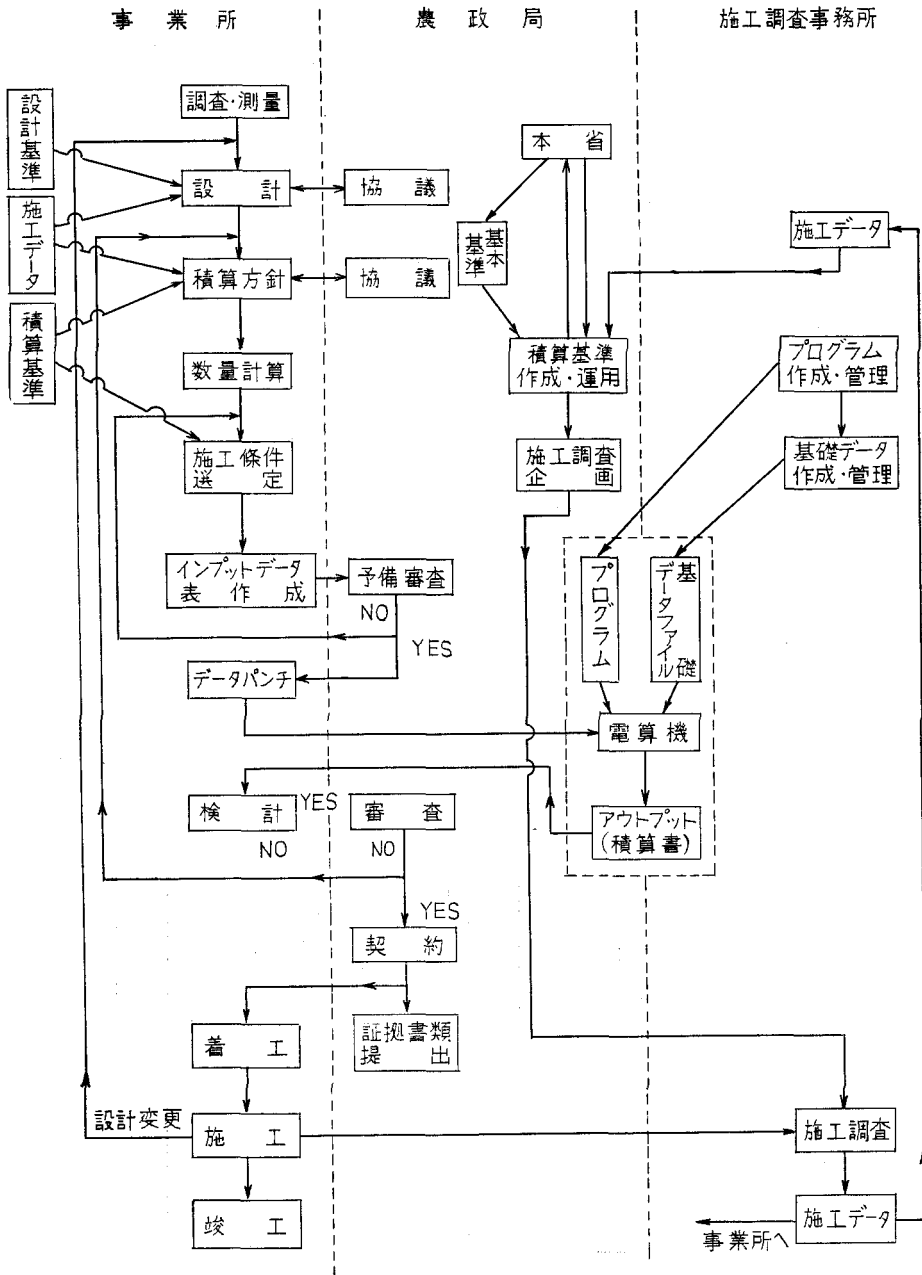 事業所
農政局
施工調査事務所
調査・測量
設計基準
本省
設計
協議
施工データ
基本
基準
施工データ
積算方針
協議
積算基準
積算基準
作成・運用
プログラム
作成・管理
数量計算
施工条件
選定
施工調査
企画
基礎データ
作成・管理
インプットデータ
表作成
予備審査
NO
YES
プログラム
基礎
データファイル
データパンチ
電算機
検計
YES
NO
審査
NO
アウトプット
(積算書)
YES
契約
着工
証拠書類
提出
設計変更
施工
施工調査
竣工
施工データ
事業所へ